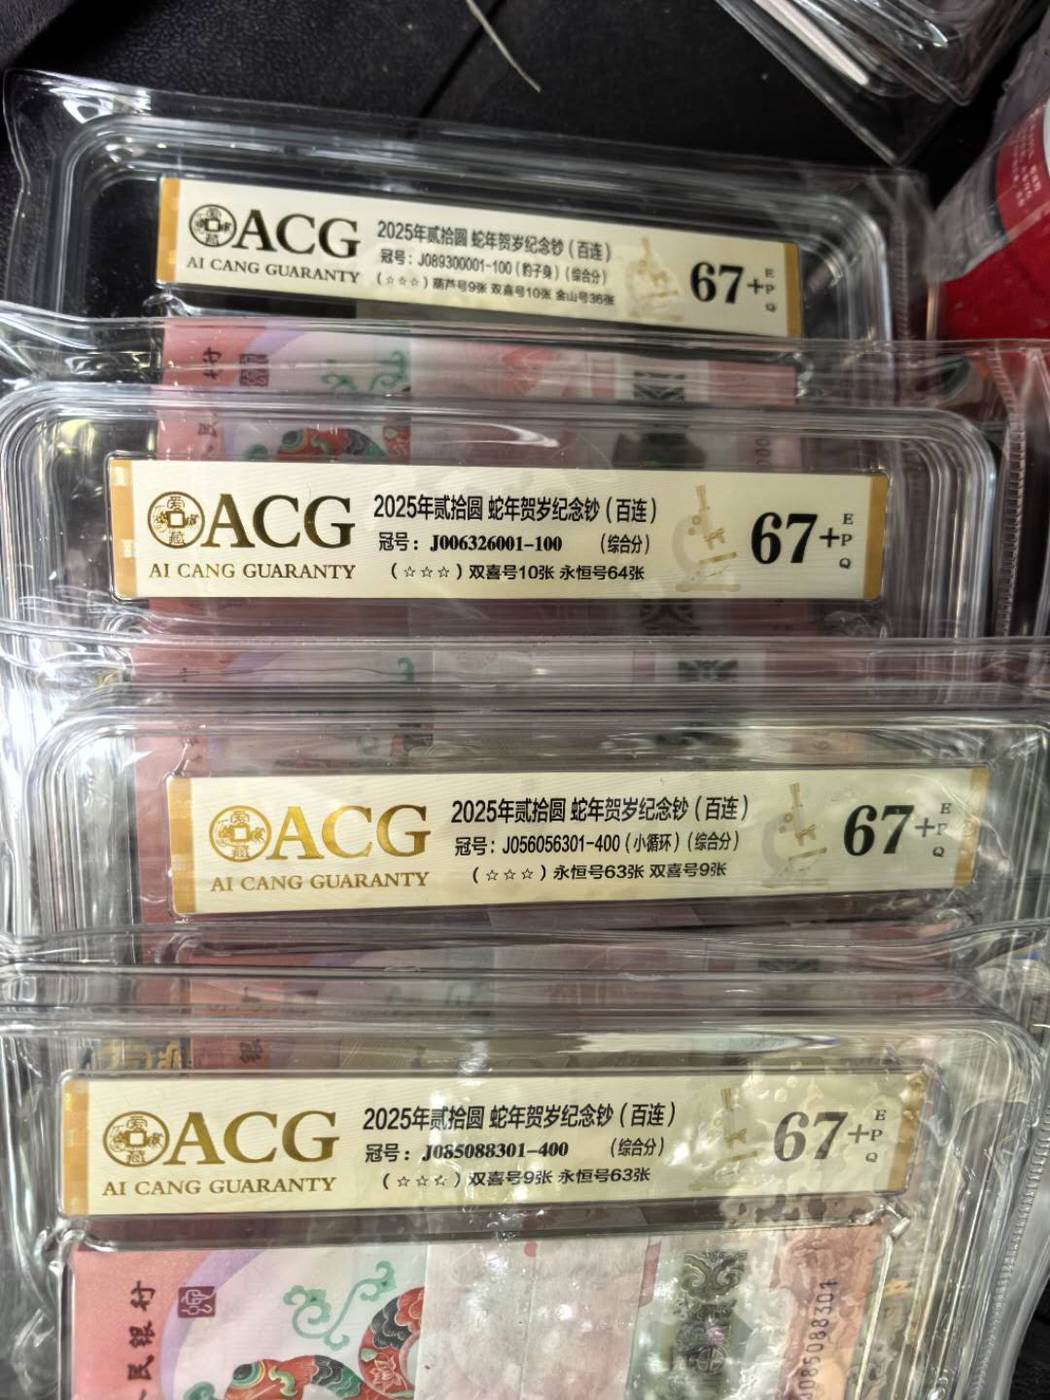 ACG
AI CANG GUARANTY
2025年贰拾圆 蛇年贺岁纪念钞（百连）
冠号：J089300001-100（豹子身）（综合分）
（☆☆☆）葫芦号9张 双喜号10张 金山号36张
67+EPQ
ACG
AI CANG GUARANTY
2025年贰拾圆 蛇年贺岁纪念钞（百连）
冠号：J006326001-100 （综合分）
（☆☆☆）双喜号10张 永恒号64张
67+EPQ
ACG
AI CANG GUARANTY
2025年贰拾圆 蛇年贺岁纪念钞（百连）
冠号：J056056301-400（小循环）（综合分）
（☆☆☆）永恒号63张 双喜号9张
67+EPQ
ACG
AI CANG GUARANTY
2025年贰拾圆 蛇年贺岁纪念钞（百连）
冠号：J085088301-400 （综合分）
（☆☆☆）双喜号9张 永恒号63张
67+EPQ
民银行
J085088301